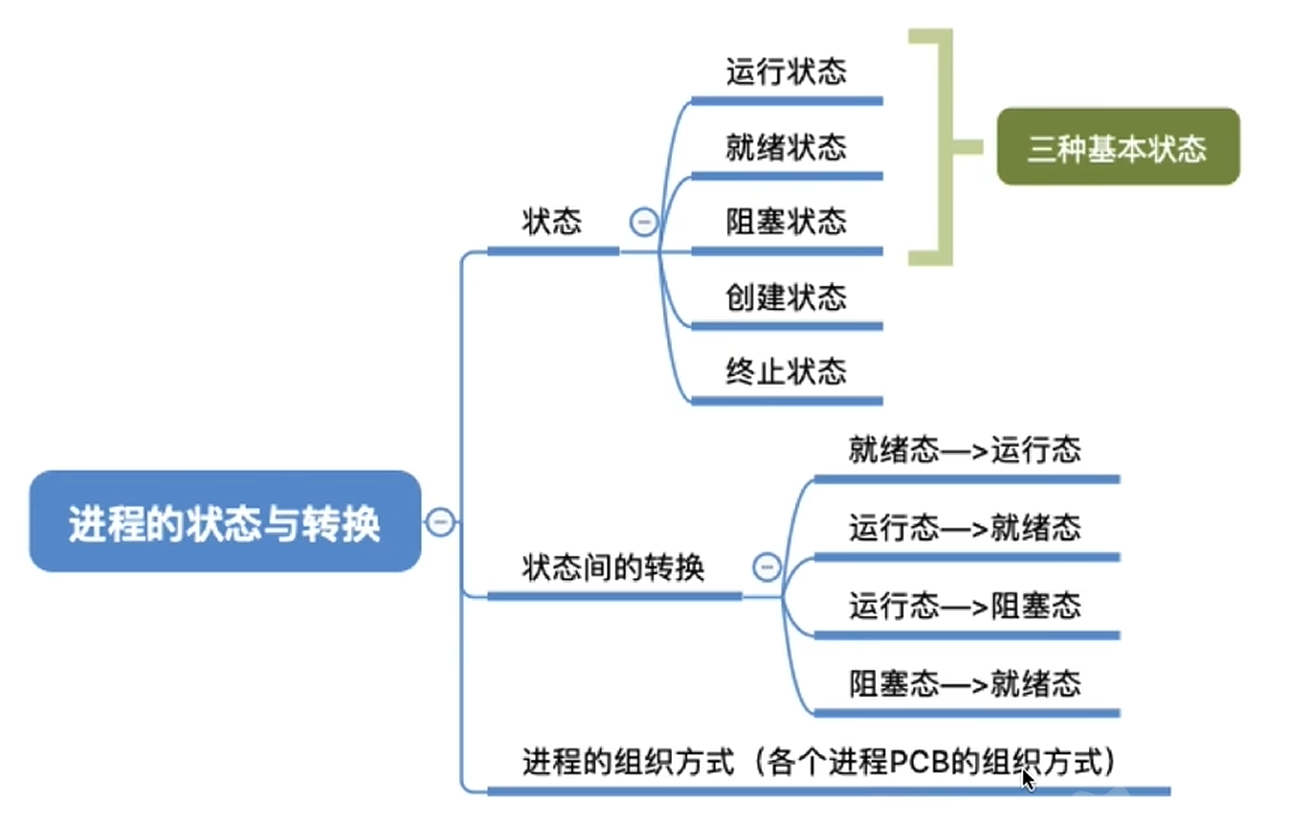 运行状态
就绪状态
三种基本状态
状态
阻塞状态
创建状态
终止状态
就绪态—>运行态
进程的状态与转换
运行态—>就绪态
状态间的转换
运行态—>阻塞态
阻塞态—>就绪态
进程的组织方式（各个进程PCB的组织方式）